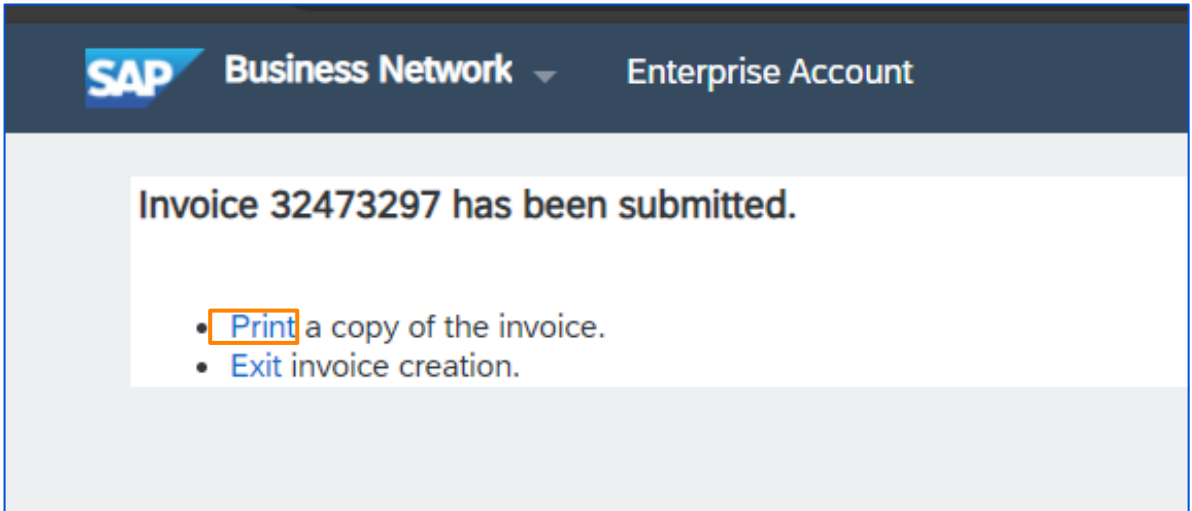 SAP Business Network Enterprise Account
Invoice 32473297 has been submitted.
• Print a copy of the invoice.
• Exit invoice creation.